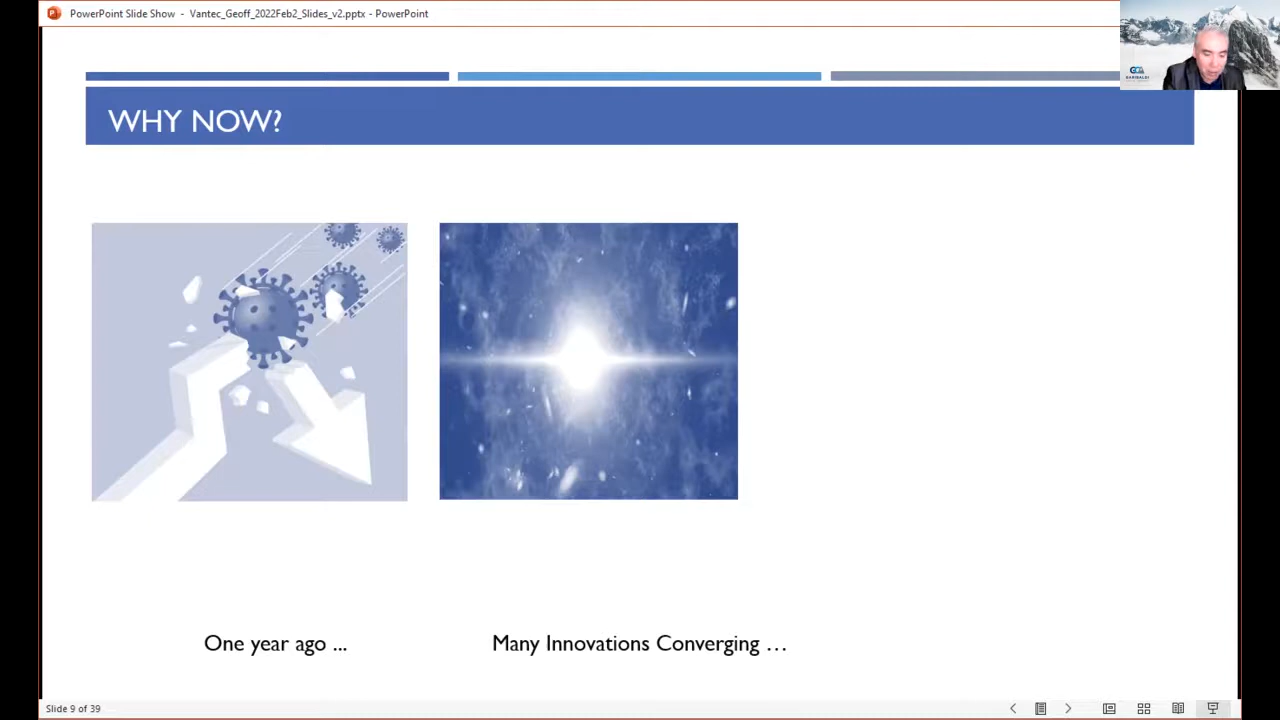 PowerPoint Slide Show - Vantec_Geoff_2022Feb2_Slides_v2.pptx - PowerPoint
WHY NOW?
One year ago ...
Many Innovations Converging …
Slide 9 of 39